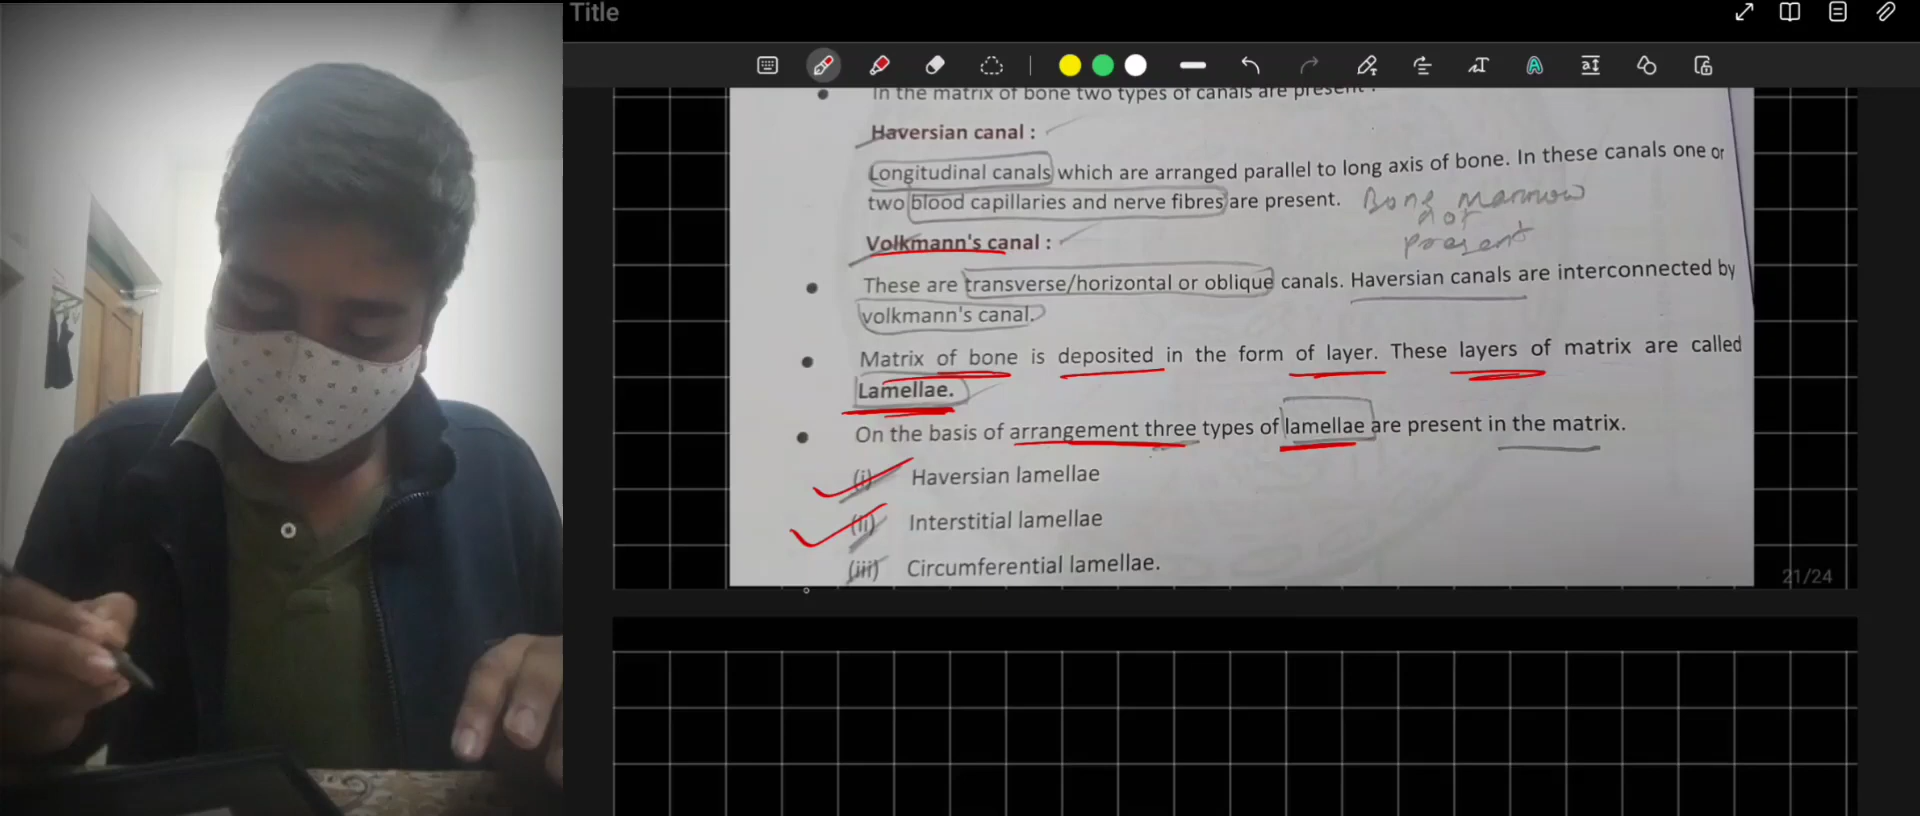 Title
In the matrix of bone two types of canals are present :
Haversian canal :
Longitudinal canals which are arranged parallel to long axis of bone. In these canals one or
two blood capillaries and nerve fibres are present. Bone Marrow
not
present
Volkmann's canal :
These are transverse/horizontal or oblique canals. Haversian canals are interconnected by
volkmann's canal.
Matrix of bone is deposited in the form of layer. These layers of matrix are called
Lamellae.
On the basis of arrangement three types of lamellae are present in the matrix.
(i) Haversian lamellae
(ii) Interstitial lamellae
(iii) Circumferential lamellae.
21/24